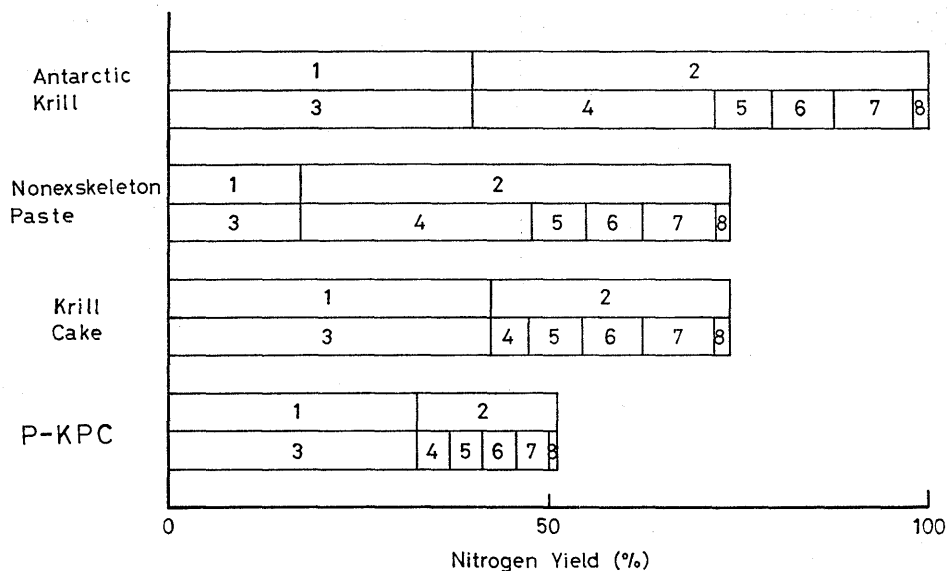 Antarctic
Krill
1 2
3 4 5 6 7 8
Nonexskeleton
Paste
1 2
3 4 5 6 7 8
Krill
Cake
1 2
3 4 5 6 7 8
P-KPC
1 2
3 4 5 6 7 8
0 50 100
Nitrogen Yield (%)